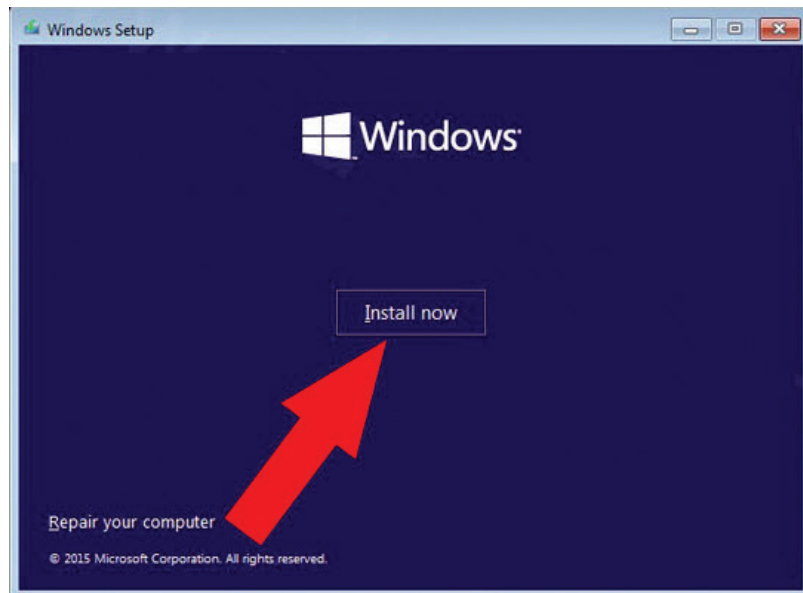 Windows Setup
Windows
Install now
Repair your computer
© 2015 Microsoft Corporation. All rights reserved.